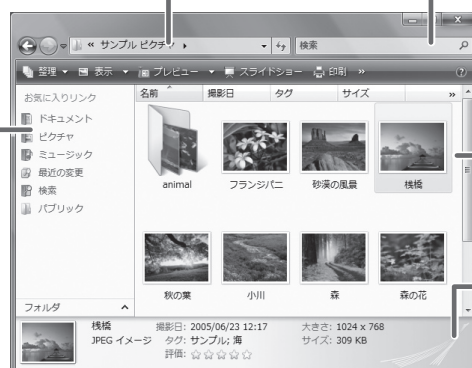 « サンプル ピクチャ ▸
検索
整理 ▼ 表示 ▼ プレビュー ▼ スライドショー 印刷 »
お気に入りリンク
ドキュメント
ピクチャ
ミュージック
最近の変更
検索
パブリック
フォルダ
名前 撮影日 タグ サイズ »
animal フランジパニ 砂漠の風景 桟橋
秋の葉 小川 森 森の花
桟橋 撮影日: 2005/06/23 12:17 大きさ: 1024 x 768
JPEG イメージ タグ: サンプル; 海 サイズ: 309 KB
評価: ☆☆☆☆☆